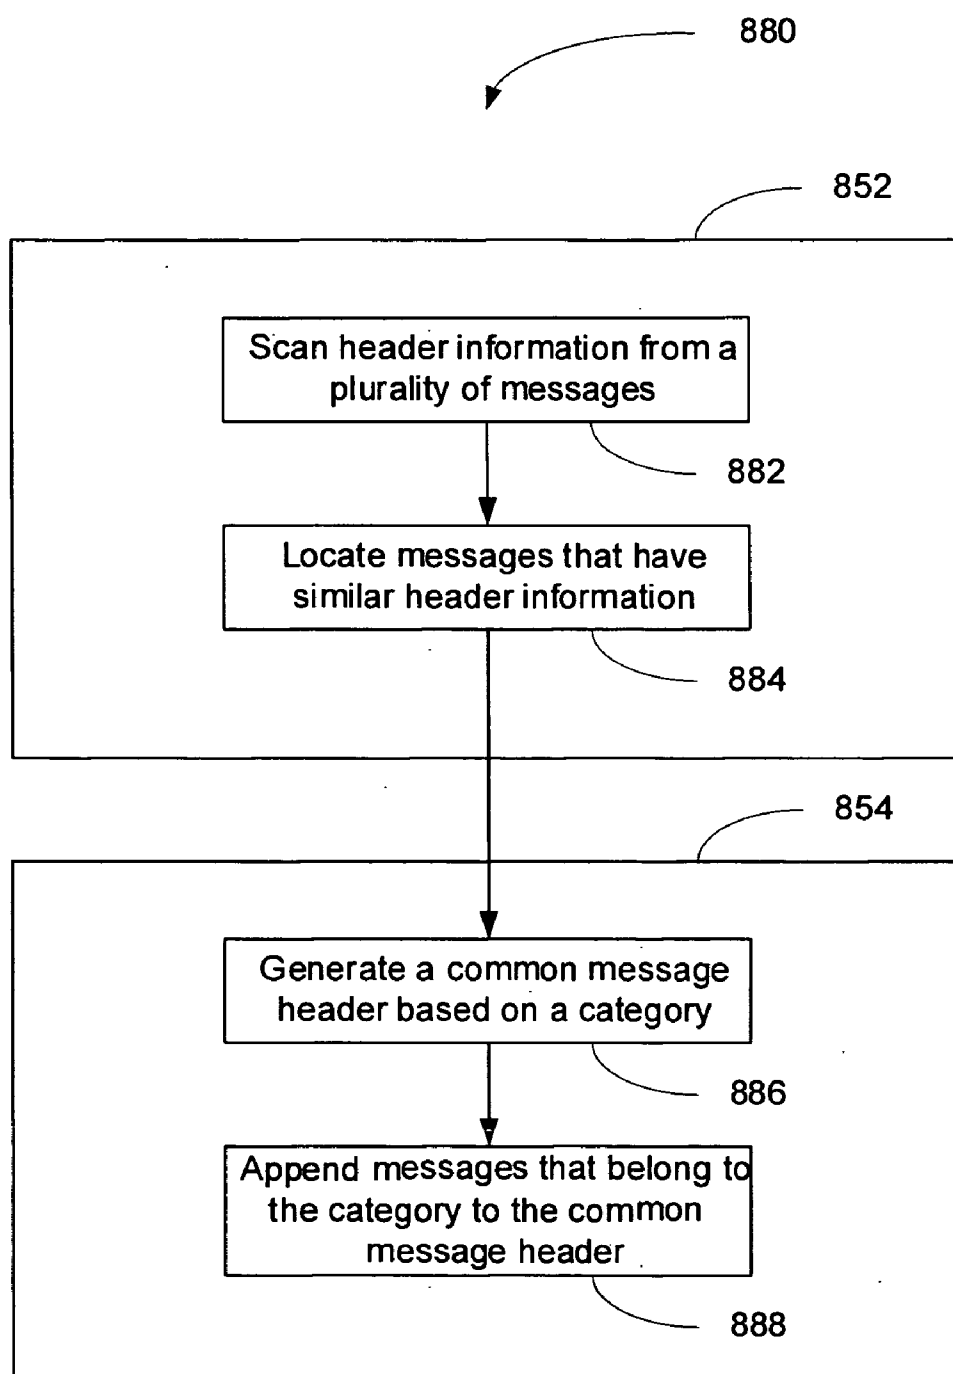 880
852
Scan header information from a
plurality of messages
882
Locate messages that have
similar header information
884
854
Generate a common message
header based on a category
886
Append messages that belong to
the category to the common
message header
888